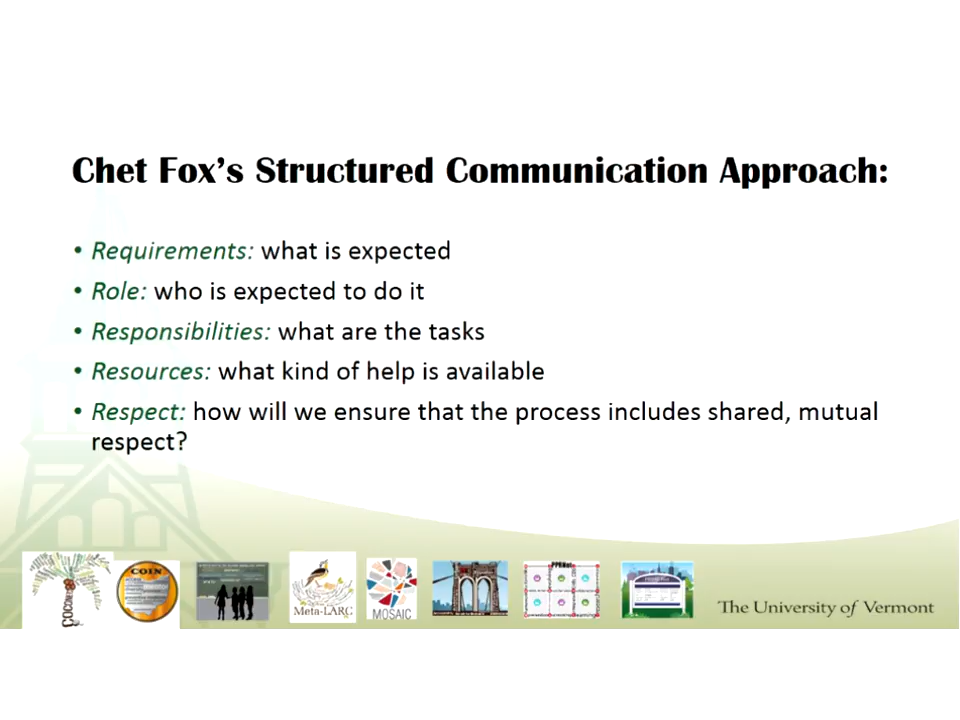 Chet Fox's Structured Communication Approach:
• Requirements: what is expected
• Role: who is expected to do it
• Responsibilities: what are the tasks
• Resources: what kind of help is available
• Respect: how will we ensure that the process includes shared, mutual
respect?
COIN
Meta-LARC
MOSAIC
The University of Vermont